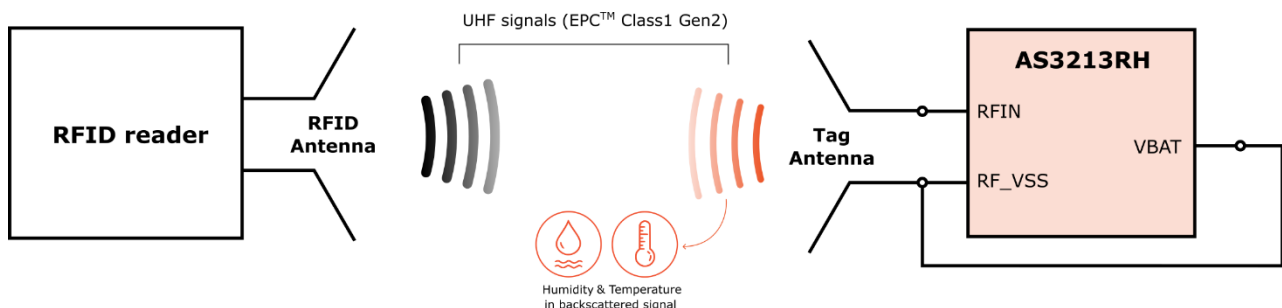 UHF signals (EPC™ Class1 Gen2)
RFID reader
RFID
Antenna
Tag
Antenna
AS3213RH
RFIN
VBAT
RF_VSS
Humidity & Temperature
in backscattered signal